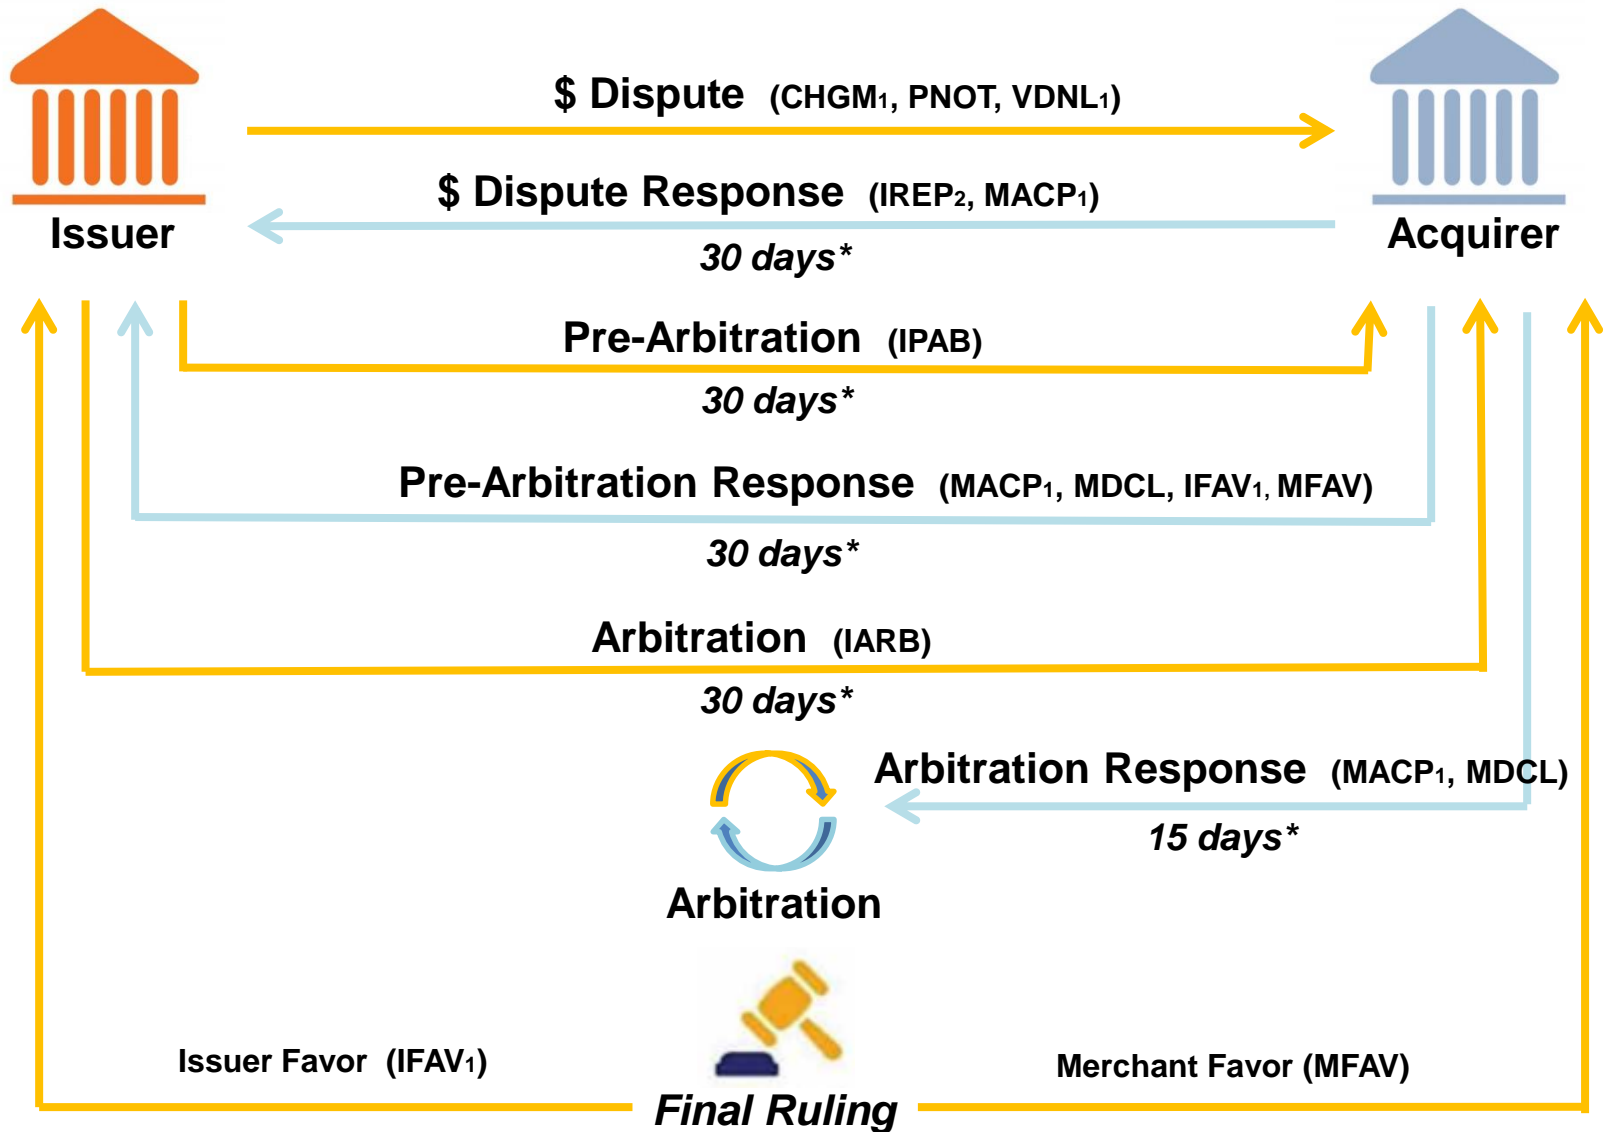 $ Dispute (CHGM1, PNOT, VDNL1)
$ Dispute Response (IREP2, MACP1)
Issuer
Acquirer
30 days*
Pre-Arbitration (IPAB)
30 days*
Pre-Arbitration Response (MACP1, MDCL, IFAV1, MFAV)
30 days*
Arbitration (IARB)
30 days*
Arbitration Response (MACP1, MDCL)
15 days*
Arbitration
Issuer Favor (IFAV1)
Merchant Favor (MFAV)
Final Ruling